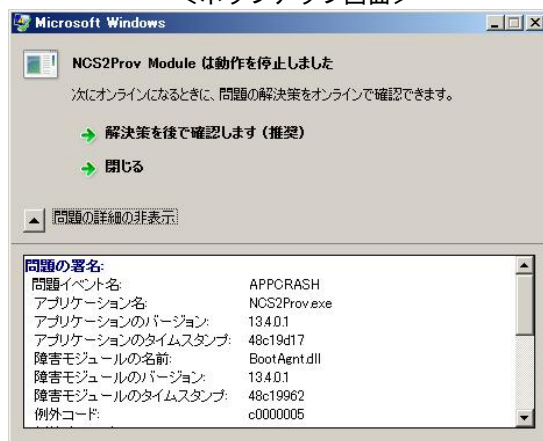 <ポップアップ画面>
Microsoft Windows
NCS2Prov Module は動作を停止しました
次にオンラインになるときに、問題の解決策をオンラインで確認できます。
解決策を後で確認します (推奨)
閉じる
問題の詳細の非表示
問題の署名:
問題イベント名: APPCRASH
アプリケーション名: NCS2Prov.exe
アプリケーションのバージョン: 13.4.0.1
アプリケーションのタイムスタンプ: 48c19d17
障害モジュールの名前: BootAgnt.dll
障害モジュールのバージョン: 13.4.0.1
障害モジュールのタイムスタンプ: 48c19962
例外コード: c0000005